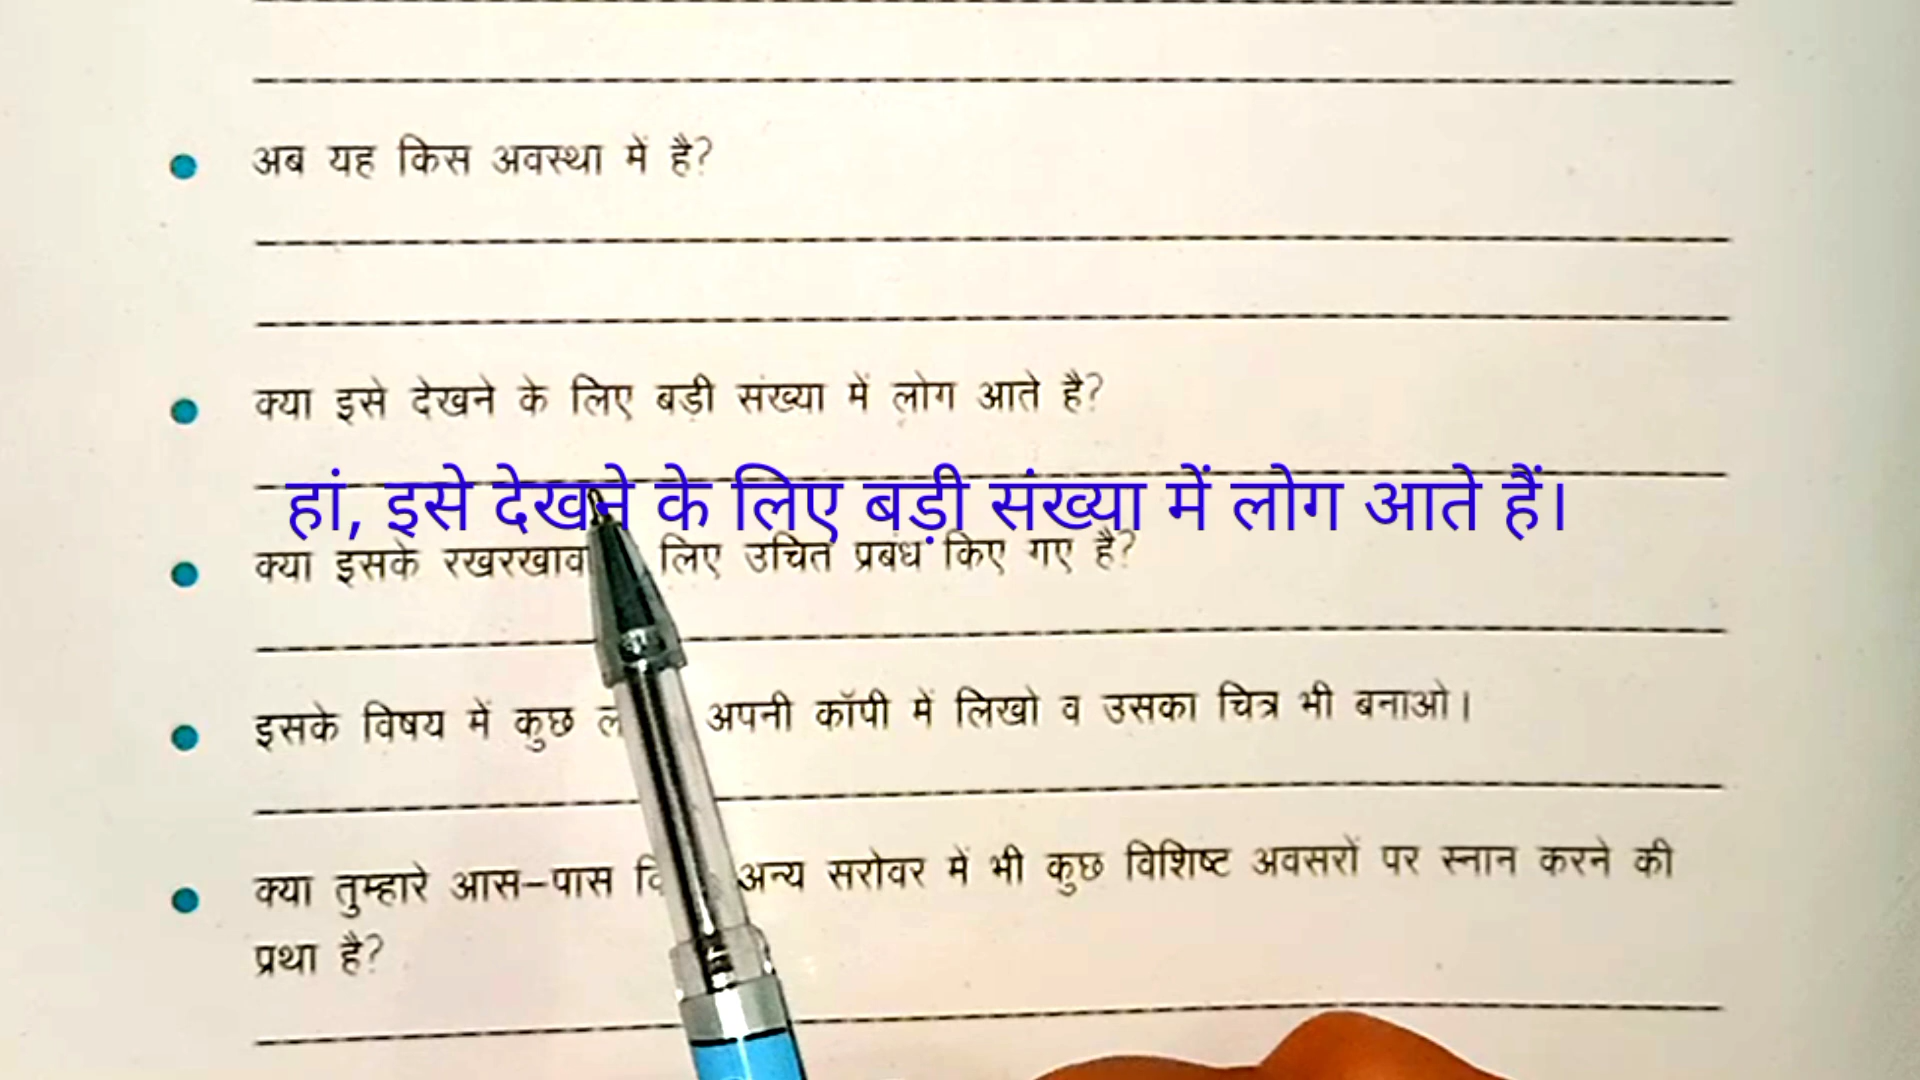 अब यह किस अवस्था में है?
क्या इसे देखने के लिए बड़ी संख्या में लोग आते है?
हां, इसे देखने के लिए बड़ी संख्या में लोग आते हैं।
क्या इसके रखरखाव लिए उचित प्रबंध किए गए है?
इसके विषय में कुछ अपनी कॉपी में लिखो व उसका चित्र भी बनाओ।
क्या तुम्हारे आस–पास अन्य सरोवर में भी कुछ विशिष्ट अवसरों पर स्नान करने की
प्रथा है?